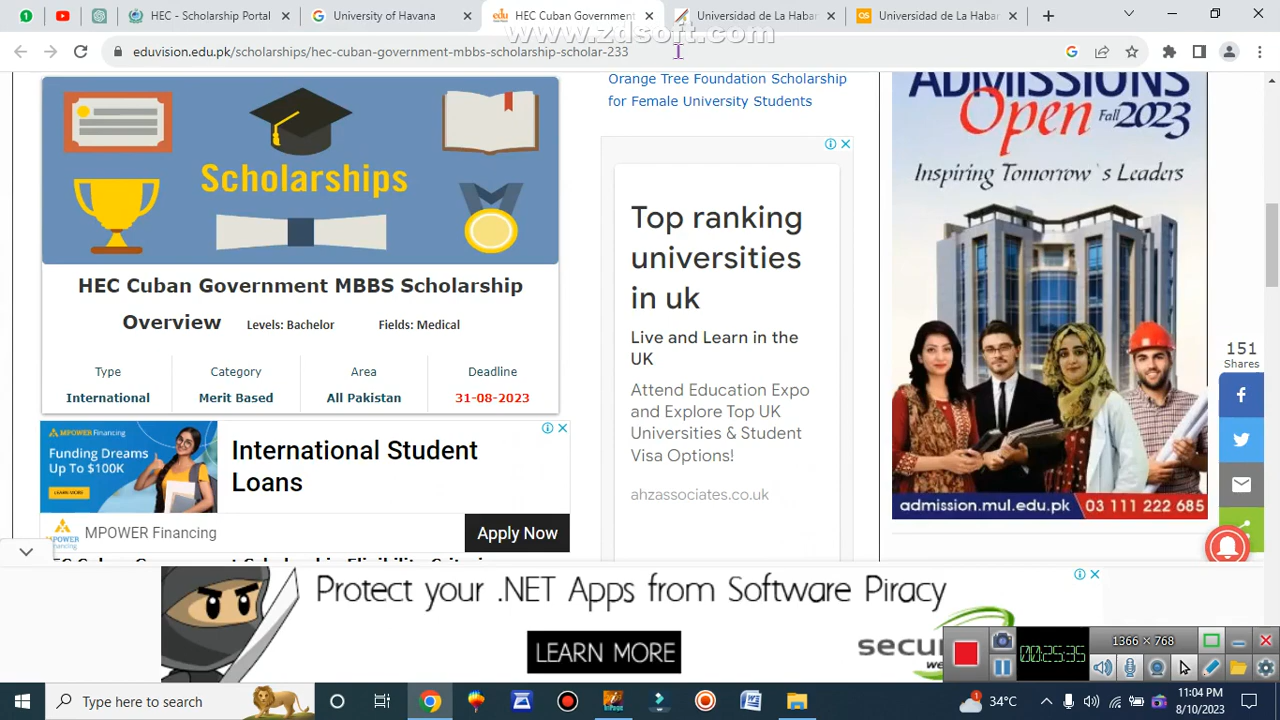 HEC - Scholarship Portal
University of Havana
HEC Cuban Government
Universidad de La Haban
Universidad de La Haban
www.zdsoft.com
eduvision.edu.pk/scholarships/hec-cuban-government-mbbs-scholarship-scholar-233
Scholarships
HEC Cuban Government MBBS Scholarship
Overview Levels: Bachelor Fields: Medical
Type Category Area Deadline
International Merit Based All Pakistan 31-08-2023
MPOWER Financing
Funding Dreams
Up To $100K
LEARN MORE
International Student
Loans
MPOWER Financing
Apply Now
Orange Tree Foundation Scholarship
for Female University Students
Top ranking
universities
in uk
Live and Learn in the
UK
Attend Education Expo
and Explore Top UK
Universities & Student
Visa Options!
ahzassociates.co.uk
ADMISSIONS
Open Fall 2023
Inspiring Tomorrow`s Leaders
admission.mul.edu.pk 03 111 222 685
151
Shares
Protect your .NET Apps from Software Piracy
LEARN MORE
1366 x 768
00:25:35
Type here to search
1
34°C
11:04 PM
8/10/2023